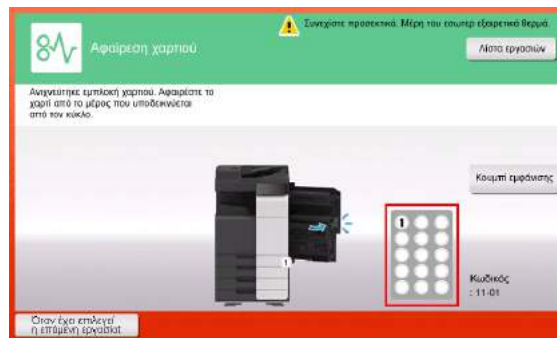 Συνεχίστε προσεκτικά. Μέρη του εσωτερ εξαιρετικά θερμά.
Αφαίρεση χαρτιού
Λίστα εργασιών
Ανιχνεύτηκε εμπλοκή χαρτιού. Αφαιρέστε το
χαρτί από το μέρος που υποδεικνύεται
από τον κύκλο.
Κουμπί εμφάνισης
1
1
Κωδικός
: 11-01
Όταν έχει επιλεγεί
η επόμενη εργασία!